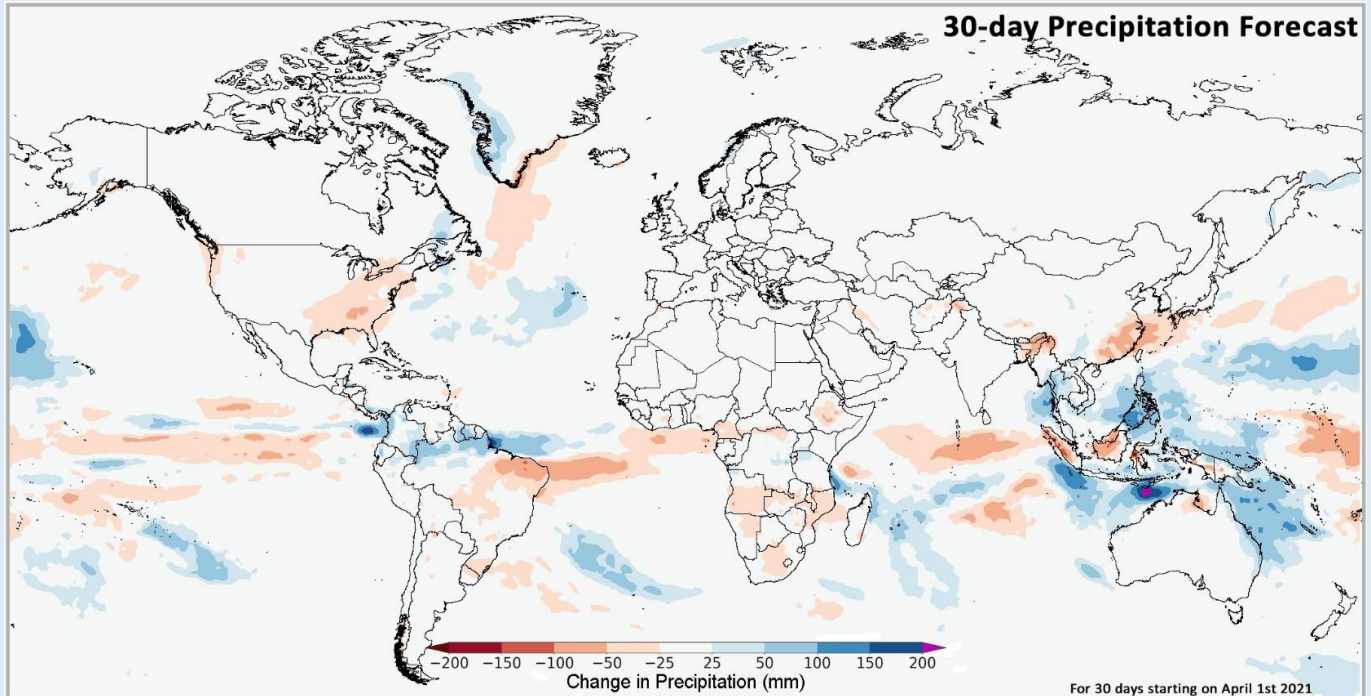 30-day Precipitation Forecast
−200 −150 −100 −50 −25 25 50 100 150 200
Change in Precipitation (mm)
For 30 days starting on April 1st 2021